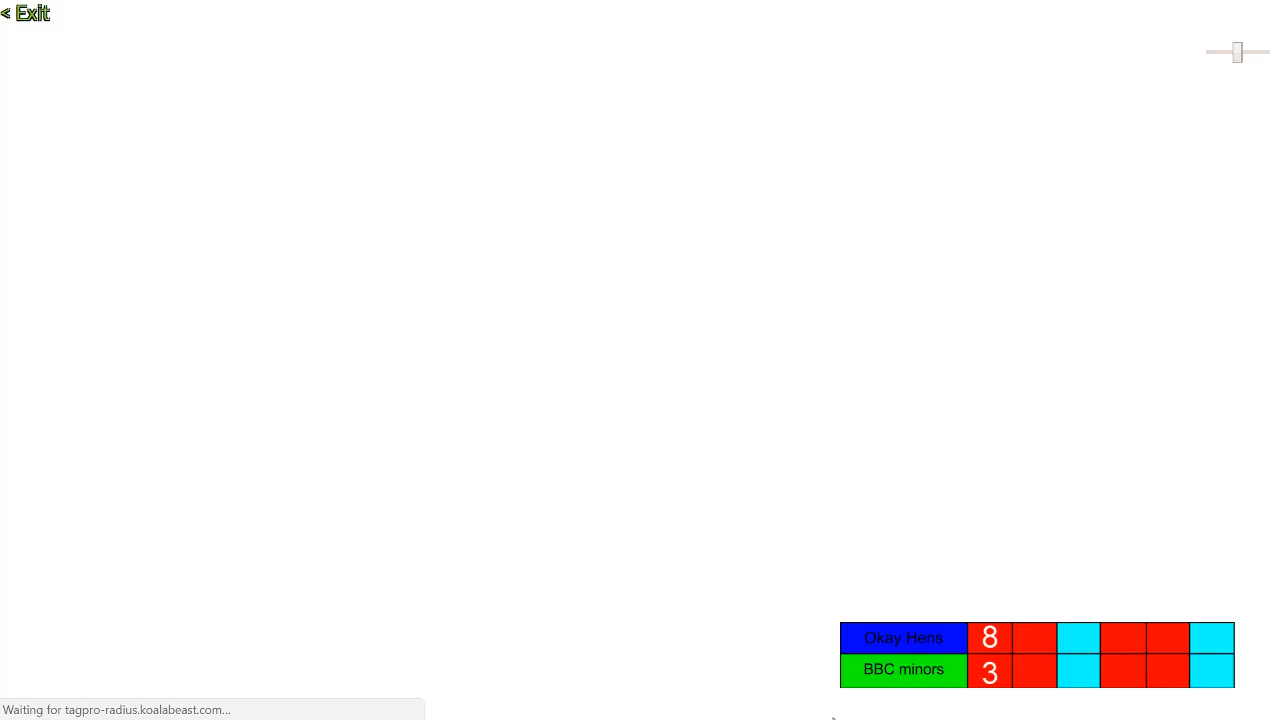 < Exit
Okay Hens 8
BBC minors 3
Waiting for tagpro-radius.koalabeast.com...